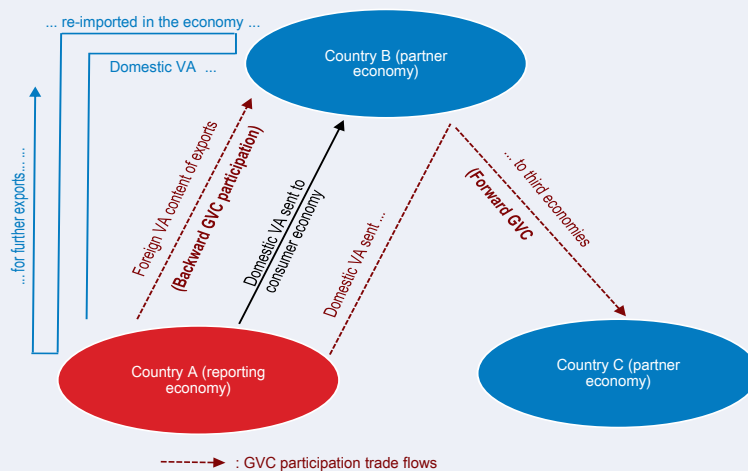 ... re-imported in the economy ...
Domestic VA ...
Country B (partner
economy)
... for further exports... ...
Foreign VA content of exports
(Backward GVC participation)
Domestic VA sent to
consumer economy
Domestic VA sent ...
... to third economies
(Forward GVC
Country A (reporting
economy)
Country C (partner
economy)
: GVC participation trade flows